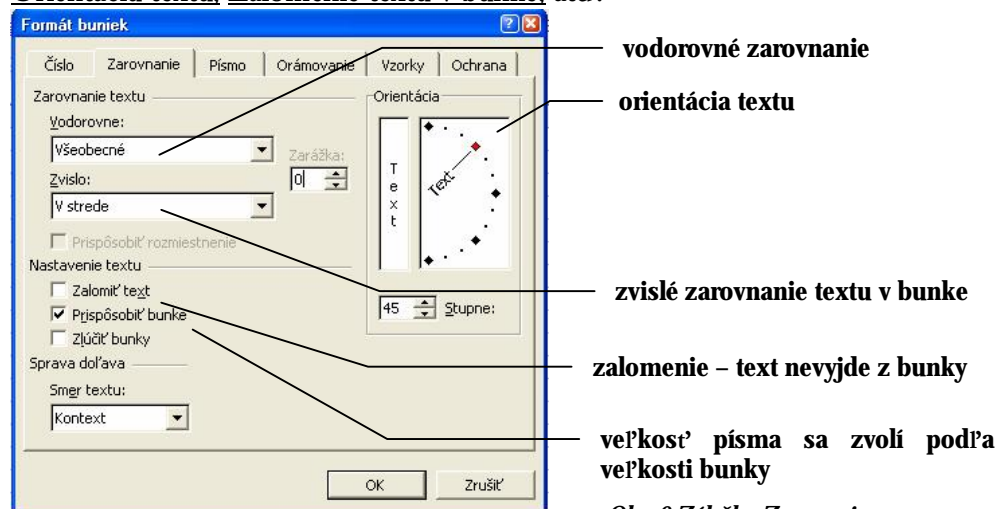 Orientácia textu, Zalomenie textu v bunke, atď.
Formát buniek
Číslo Zarovnanie Písmo Orámovanie Vzorky Ochrana
vodorovné zarovnanie
Zarovnanie textu
Orientácia
orientácia textu
Vodorovne:
Všeobecné
Zarážka:
0
Zvislo:
V strede
Text
Text
Prispôsobiť rozmiestnenie
Nastavenie textu
Zalomiť text
zvislé zarovnanie textu v bunke
Prispôsobiť bunke
45 Stupne:
Zlúčiť bunky
Sprava doľava
zalomenie – text nevyjde z bunky
Smer textu:
Kontext
veľkosť písma sa zvolí podľa
veľkosti bunky
OK Zrušiť